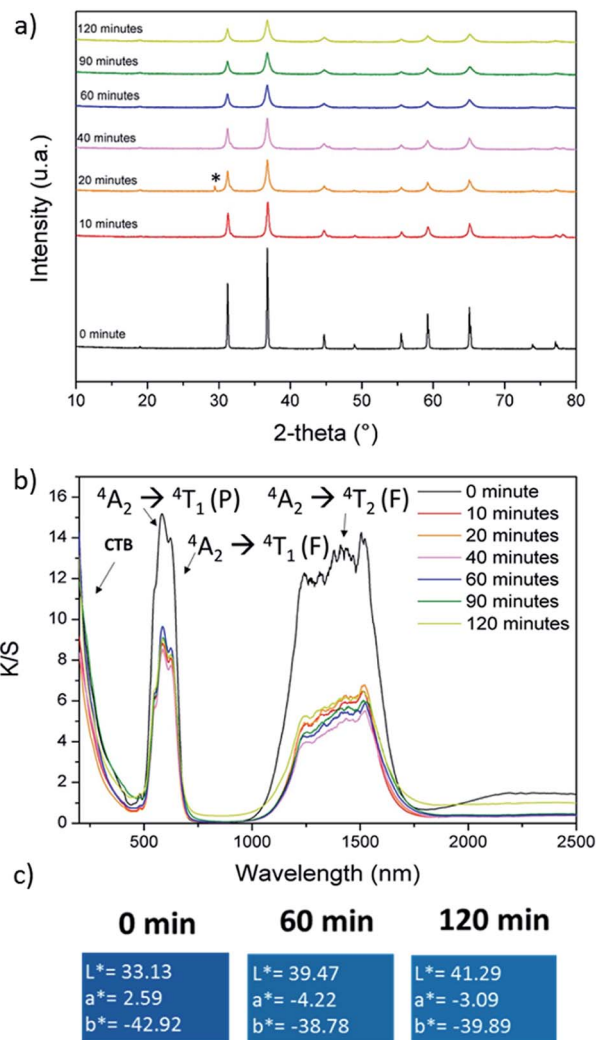 a)
120 minutes
90 minutes
60 minutes
40 minutes
20 minutes
*
10 minutes
0 minute
Intensity (u.a.)
10 20 30 40 50 60 70 80
2-theta (°)
b)
16
14
12
10
8
6
4
2
0
K/S
⁴A₂ → ⁴T₁ (P)
⁴A₂ → ⁴T₂ (F)
CTB
⁴A₂ → ⁴T₁ (F)
0 minute
10 minutes
20 minutes
40 minutes
60 minutes
90 minutes
120 minutes
500 1000 1500 2000 2500
Wavelength (nm)
c)
0 min 60 min 120 min
L*= 33.13
a*= 2.59
b*= -42.92
L*= 39.47
a*= -4.22
b*= -38.78
L*= 41.29
a*= -3.09
b*= -39.89